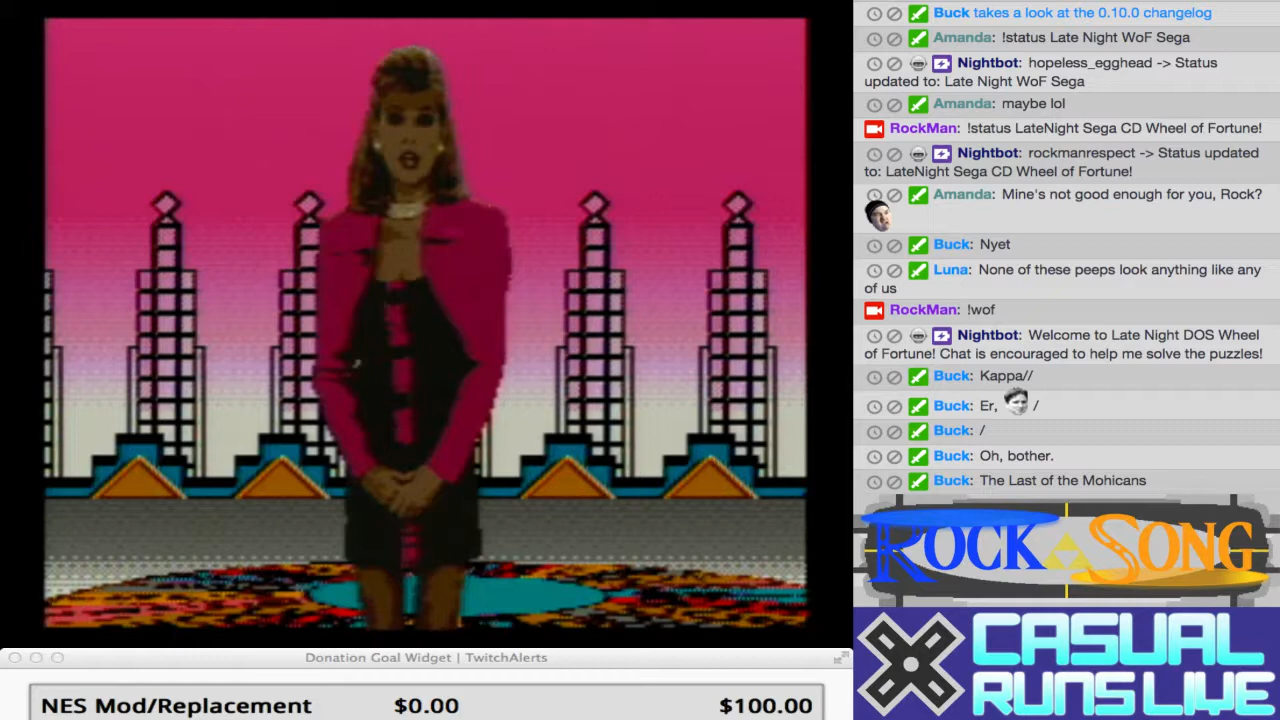 Buck takes a look at the 0.10.0 changelog
Amanda: !status Late Night WoF Sega
Nightbot: hopeless_egghead -> Status
updated to: Late Night WoF Sega
Amanda: maybe lol
RockMan: !status LateNight Sega CD Wheel of Fortune!
Nightbot: rockmanrespect -> Status updated
to: LateNight Sega CD Wheel of Fortune!
Amanda: Mine's not good enough for you, Rock?
Buck: Nyet
Luna: None of these peeps look anything like any
of us
RockMan: !wof
Nightbot: Welcome to Late Night DOS Wheel
of Fortune! Chat is encouraged to help me solve the puzzles!
Buck: Kappa//
Buck: Er, /
Buck: /
Buck: Oh, bother.
Buck: The Last of the Mohicans
ROCK SONG
CASUAL
RUNS LIVE
Donation Goal Widget | TwitchAlerts
NES Mod/Replacement $0.00 $100.00